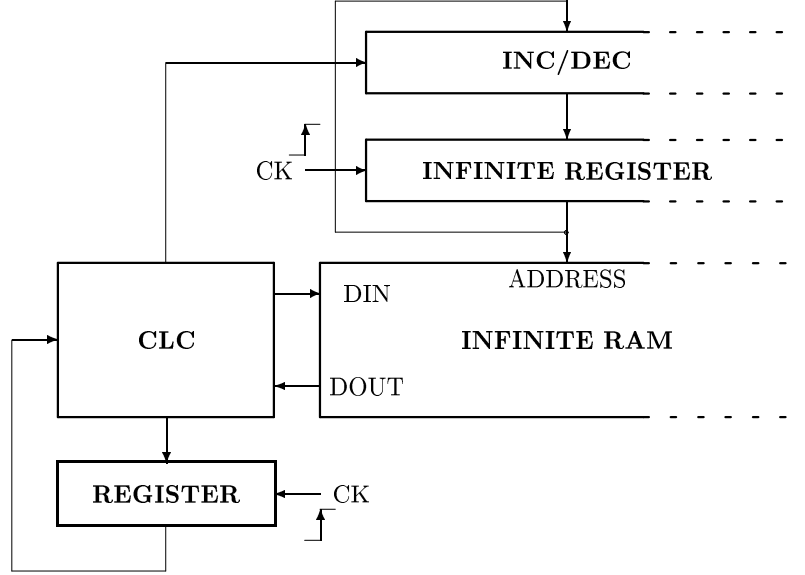 INC/DEC
CK
INFINITE REGISTER
ADDRESS
DIN
CLC
INFINITE RAM
DOUT
REGISTER
CK